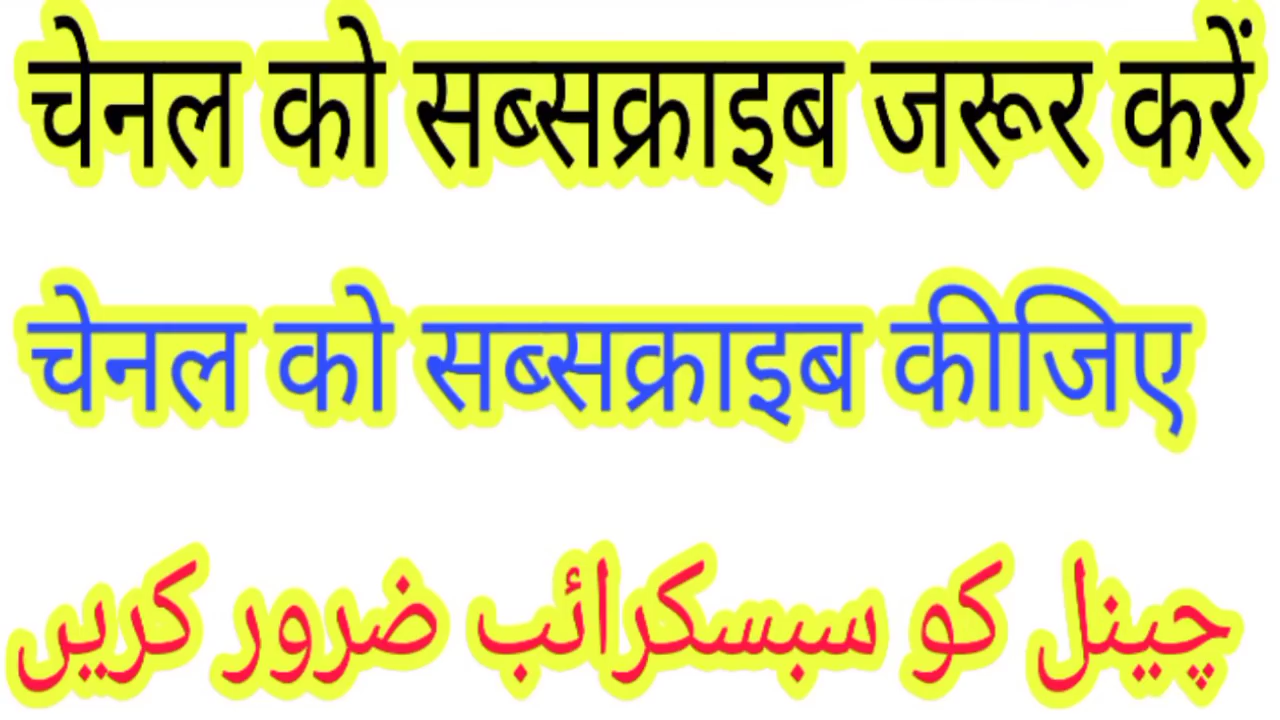 चेनल को सब्सक्राइब जरूर करें
चेनल को सब्सक्राइब कीजिए
چینل کو سبسکرائب ضرور کریں